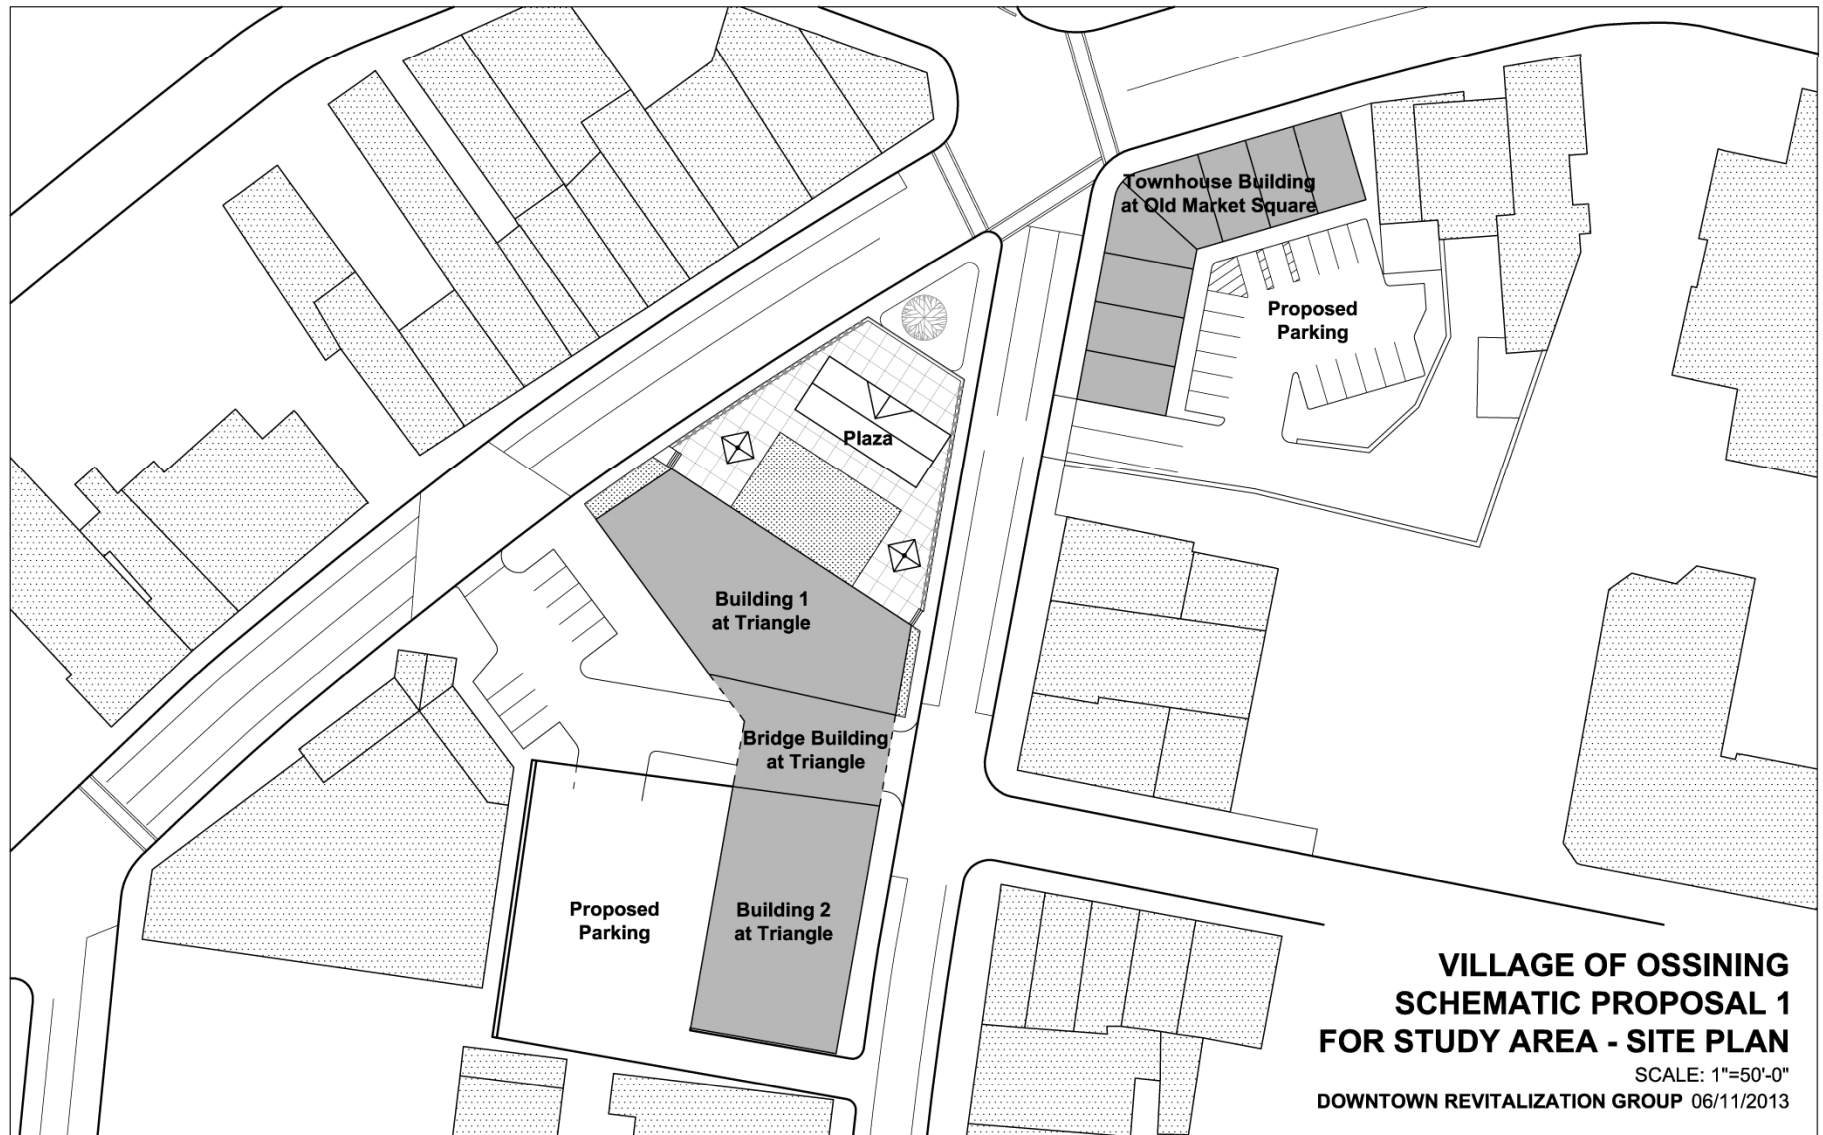 Townhouse Building
at Old Market Square
Proposed
Parking
Plaza
Building 1
at Triangle
Bridge Building
at Triangle
Proposed
Parking
Building 2
at Triangle
VILLAGE OF OSSINING
SCHEMATIC PROPOSAL 1
FOR STUDY AREA - SITE PLAN
SCALE: 1"=50'-0"
DOWNTOWN REVITALIZATION GROUP 06/11/2013